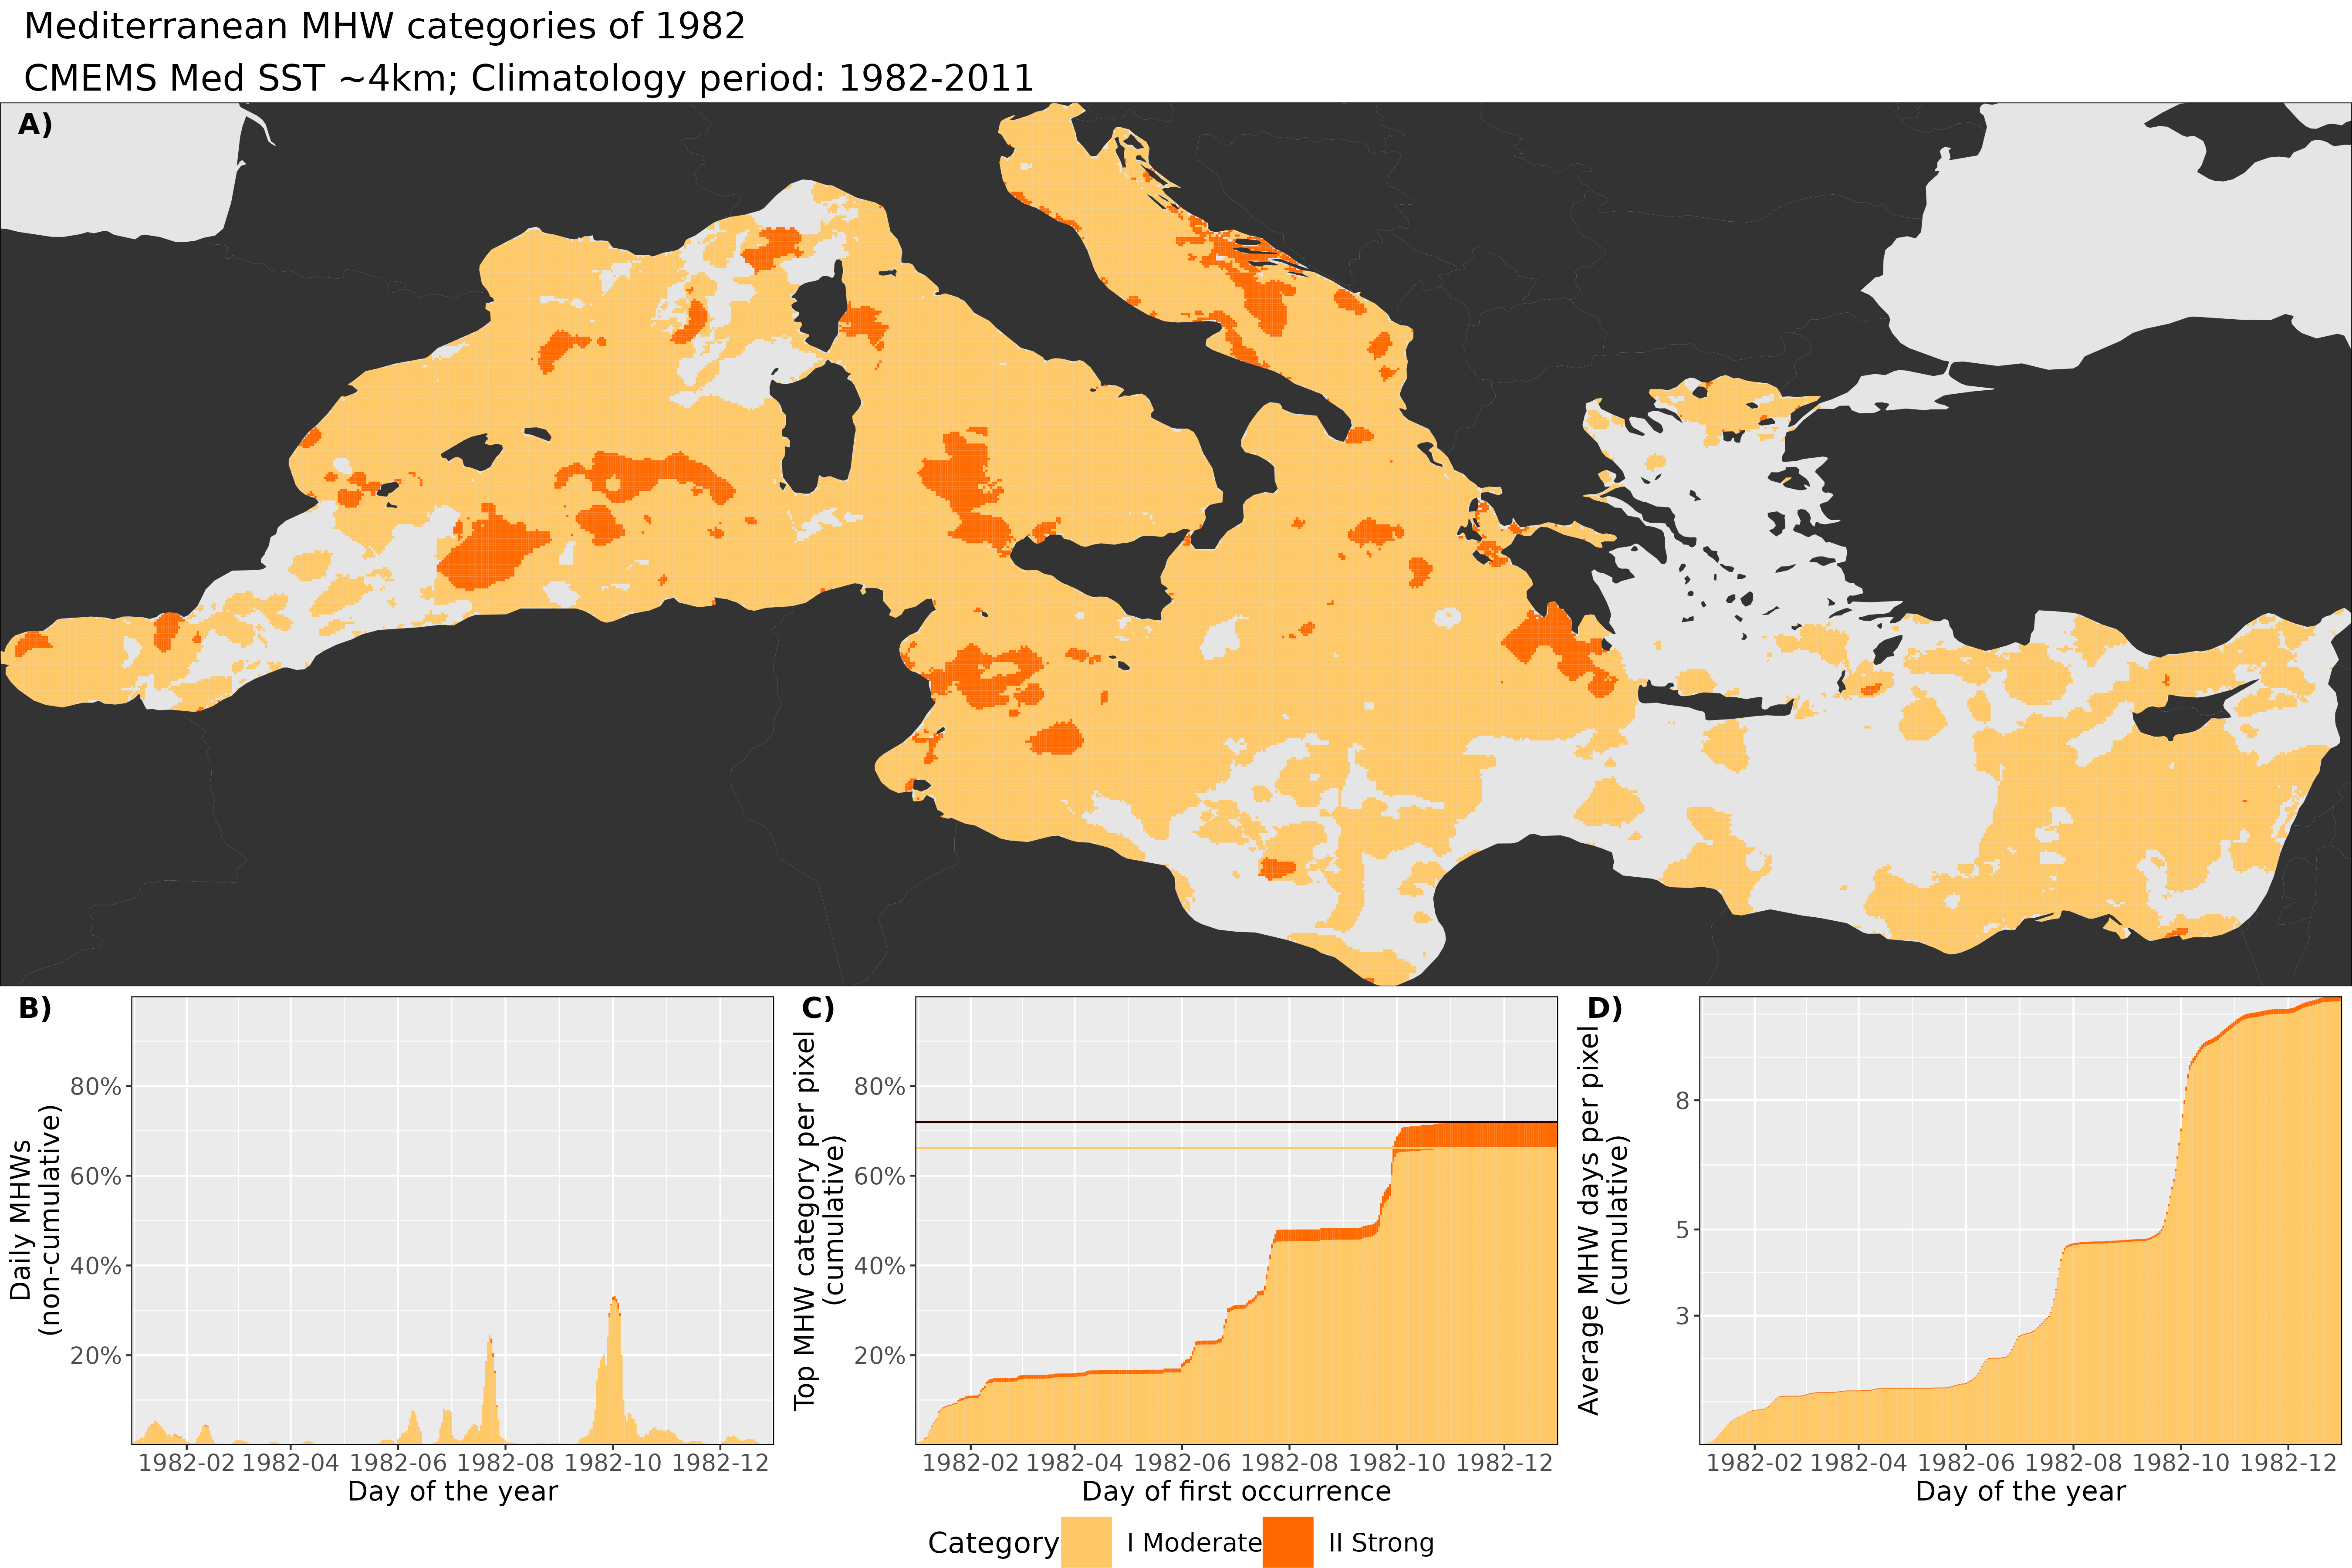 Mediterranean MHW categories of 1982
CMEMS Med SST ~4km; Climatology period: 1982-2011
A)
B)
Daily MHWs
(non-cumulative)
80%
60%
40%
20%
1982-02 1982-04 1982-06 1982-08 1982-10 1982-12
Day of the year
C)
Top MHW category per pixel
(cumulative)
80%
60%
40%
20%
1982-02 1982-04 1982-06 1982-08 1982-10 1982-12
Day of first occurrence
D)
Average MHW days per pixel
(cumulative)
8
5
3
1982-02 1982-04 1982-06 1982-08 1982-10 1982-12
Day of the year
Category I Moderate II Strong